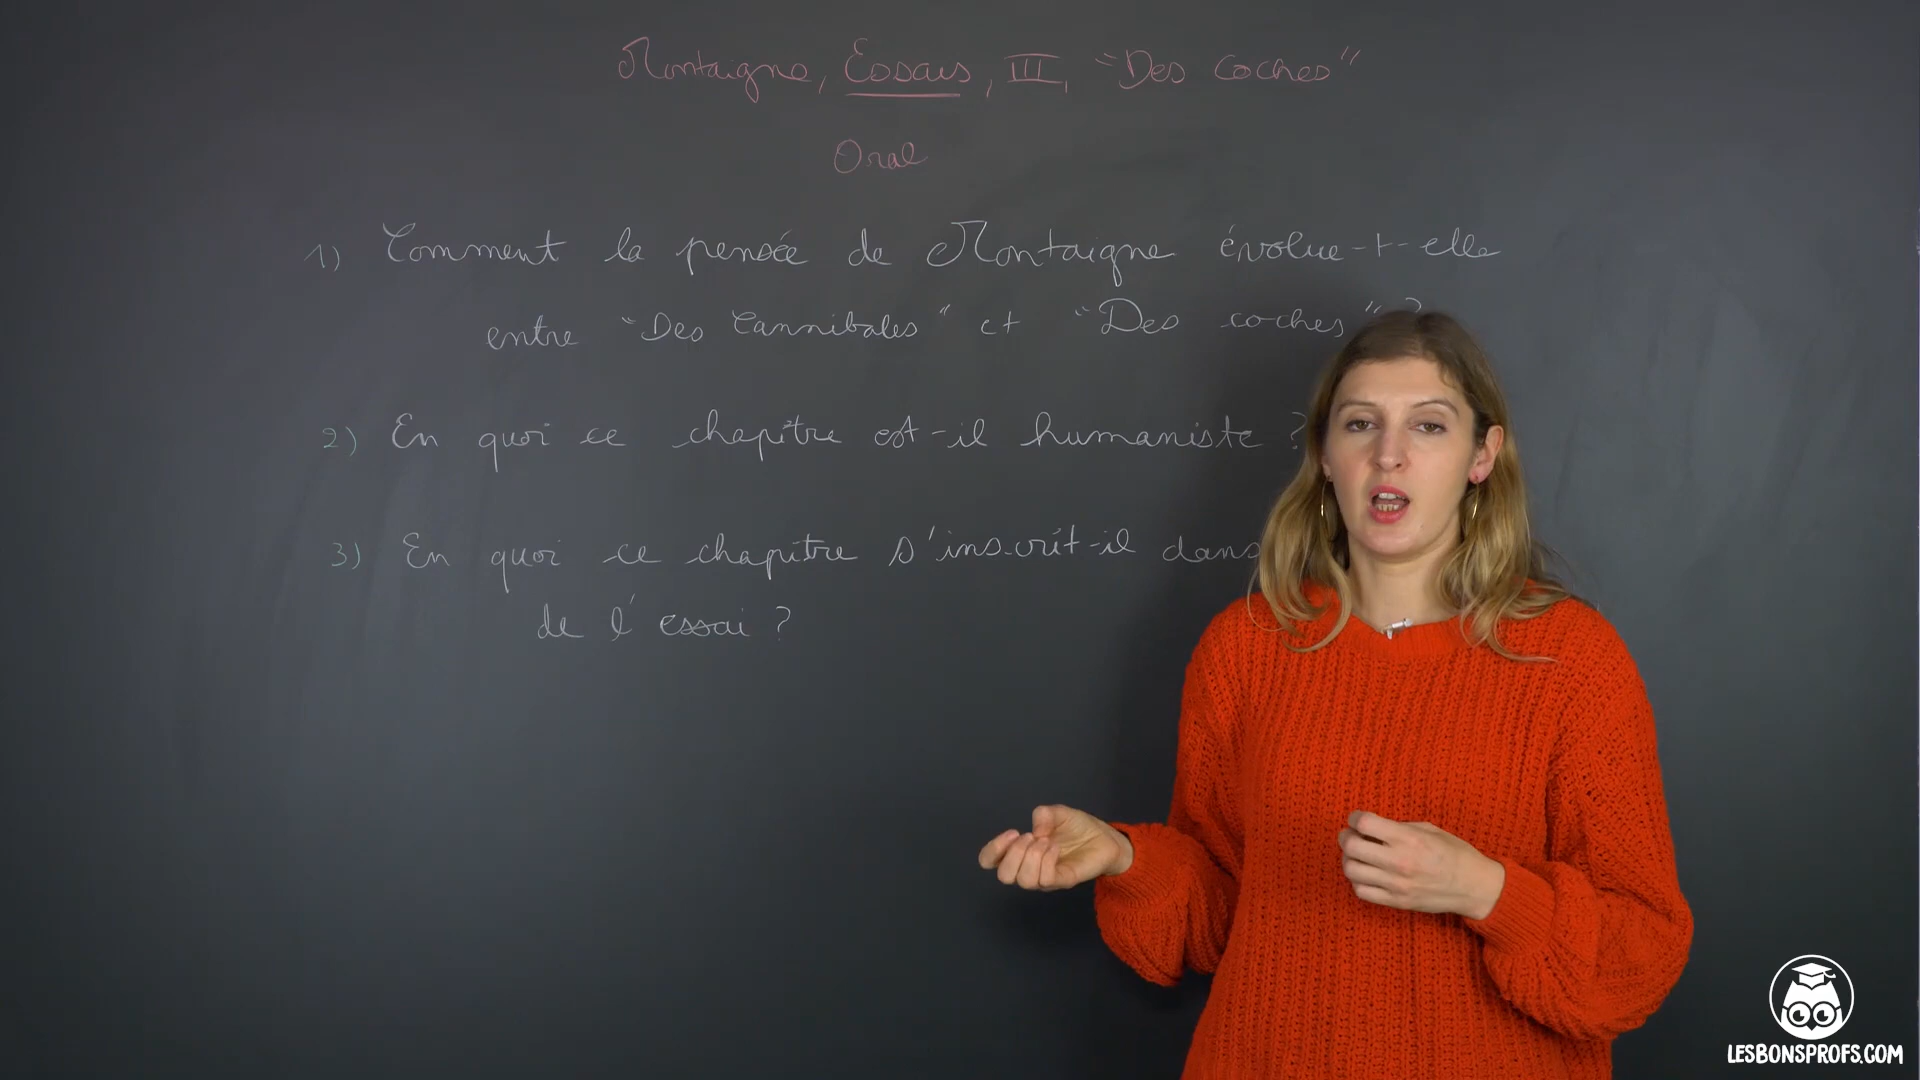 Montaigne, Essais, III, "Des coches"
Oral
1) Comment la pensée de Montaigne évolue-t-elle
entre "Des Cannibales" et "Des coches" ?
2) En quoi ce chapitre est-il humaniste ?
3) En quoi ce chapitre s'inscrit-il dans
de l'essai ?
LESBONSPROFS.COM